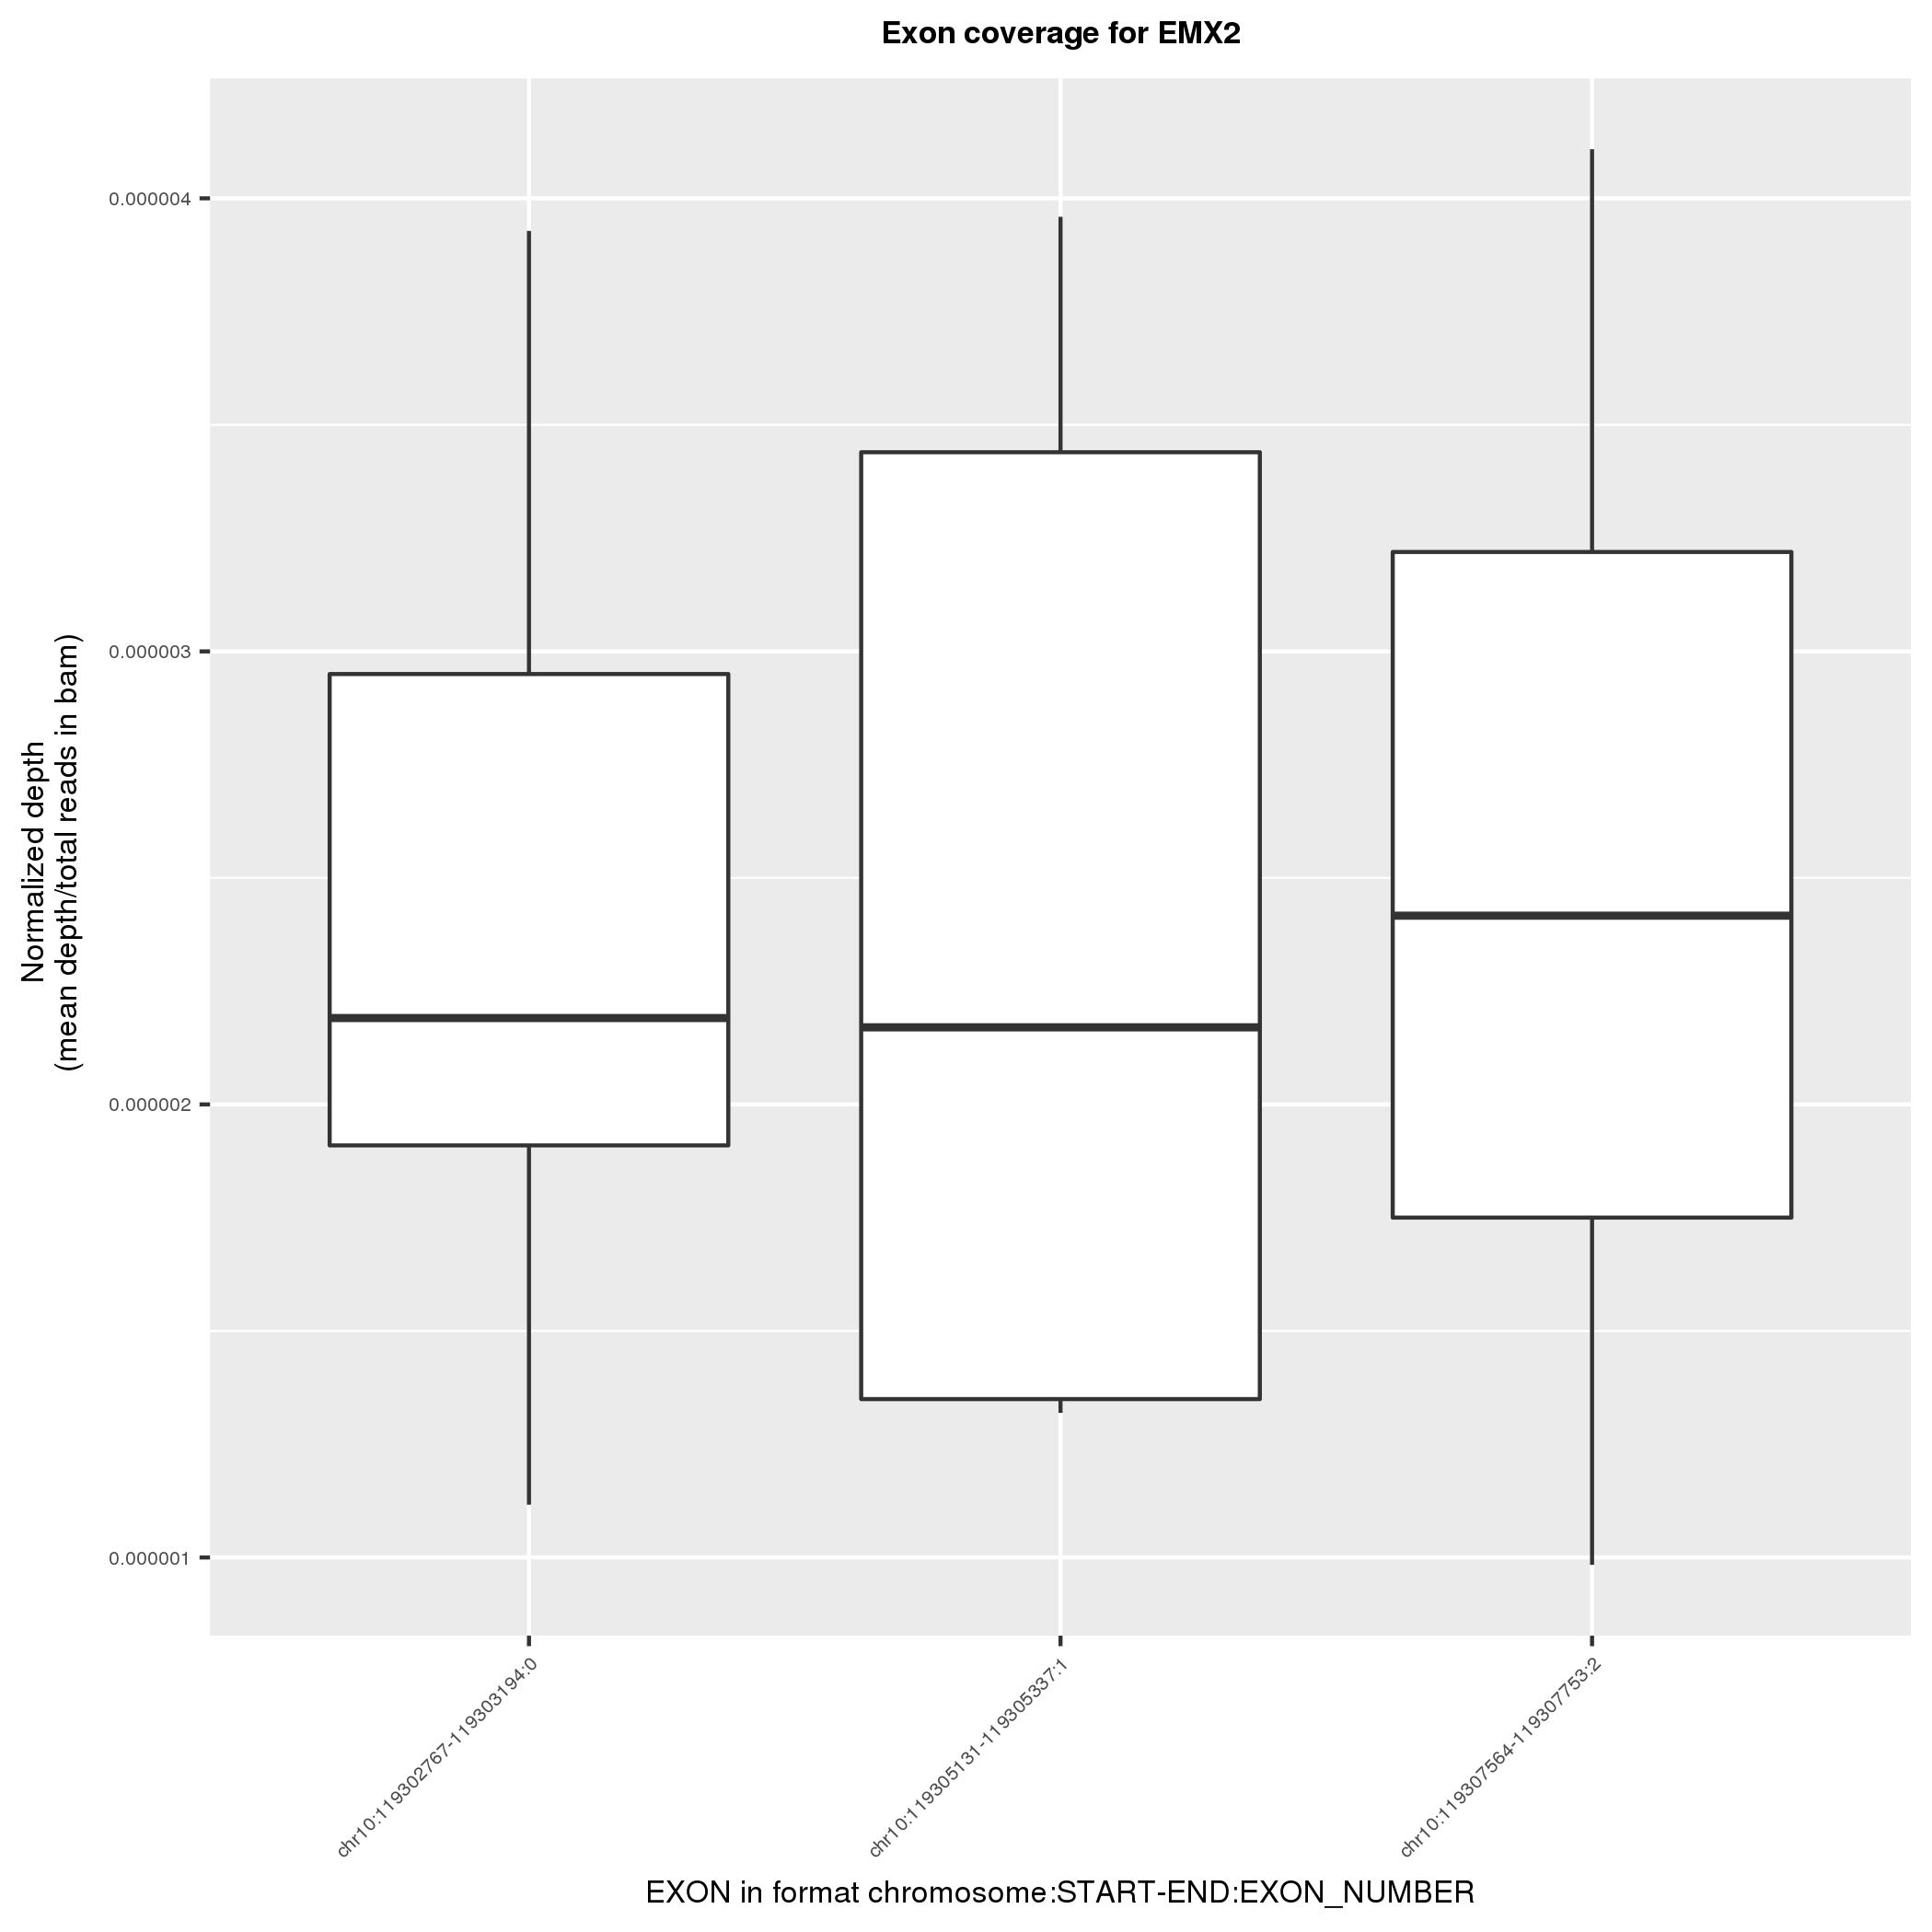 Exon coverage for EMX2
Normalized depth
(mean depth/total reads in bam)
0.000004
0.000003
0.000002
0.000001
chr10:119302767-119303194:0
chr10:119305131-119305337:1
chr10:119307564-119307753:2
EXON in format chromosome:START-END:EXON_NUMBER